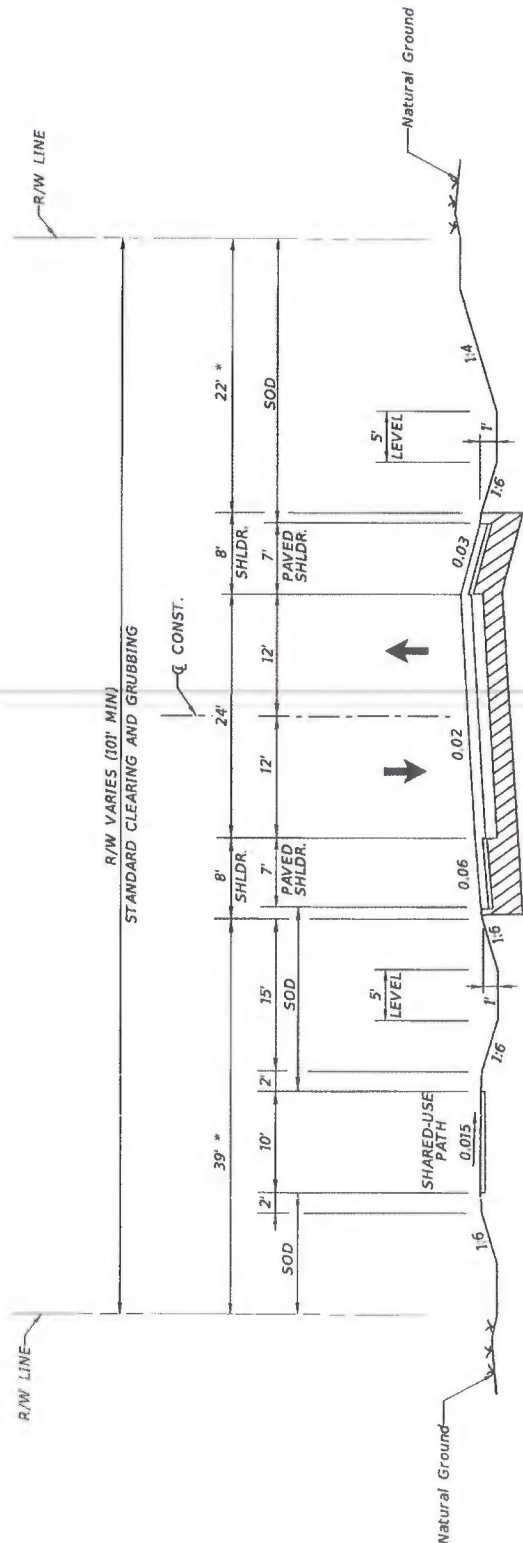 R/W LINE
R/W LINE
R/W VARIES (101' MIN)
STANDARD CLEARING AND GRUBBING
℄ CONST.
39' *
8'
SHLDR.
24'
8'
SHLDR.
22' *
SOD
2'
10'
2'
15'
SOD
7'
PAVED
SHLDR.
12'
12'
7'
PAVED
SHLDR.
SOD
5'
LEVEL
5'
LEVEL
Natural Ground
1:6
SHARED-USE
PATH
0.015
1:6
1'
1:6
0.06
0.02
0.03
1:6
1'
1:4
Natural Ground